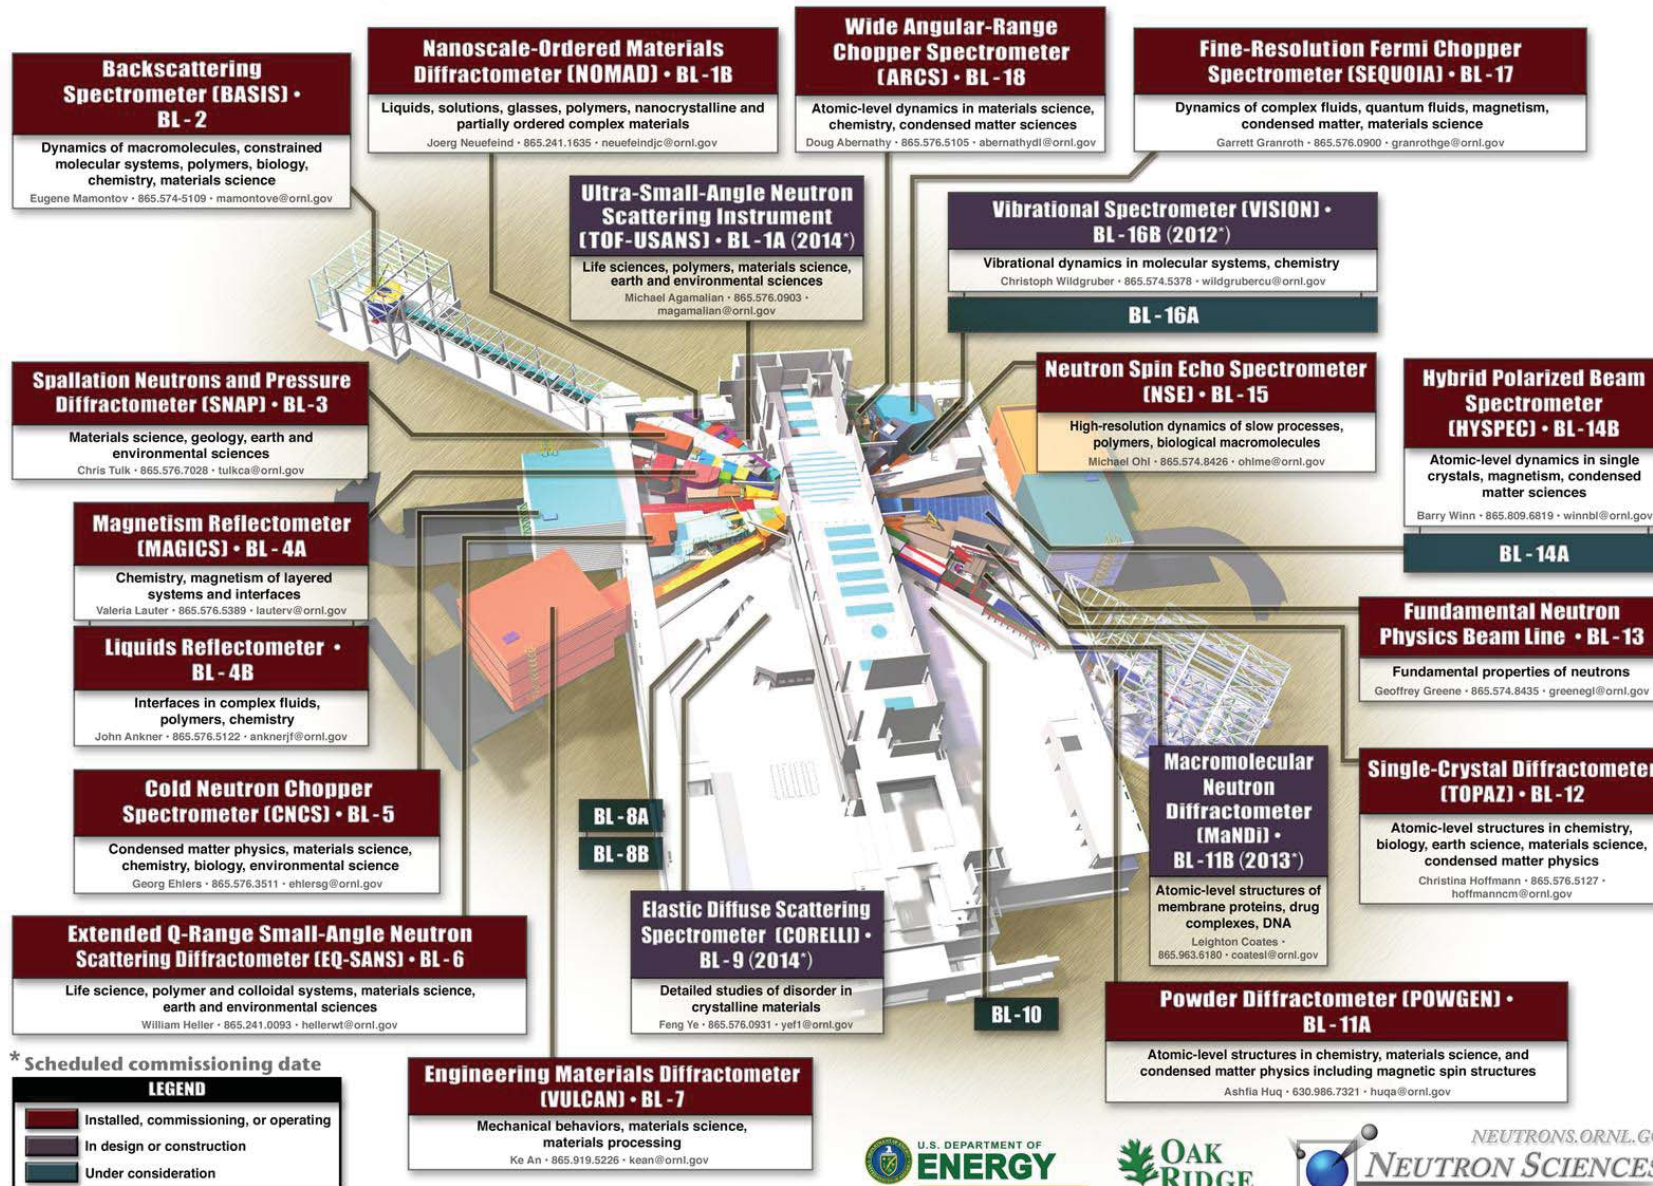 Backscattering
Spectrometer (BASIS) •
BL - 2
Dynamics of macromolecules, constrained
molecular systems, polymers, biology,
chemistry, materials science
Eugene Mamontov • 865.574-5109 • mamontove@ornl.gov
Nanoscale-Ordered Materials
Diffractometer (NOMAD) • BL - 1B
Liquids, solutions, glasses, polymers, nanocrystalline and
partially ordered complex materials
Joerg Neuefeind • 865.241.1635 • neuefeindjc@ornl.gov
Wide Angular-Range
Chopper Spectrometer
(ARCS) • BL - 18
Atomic-level dynamics in materials science,
chemistry, condensed matter sciences
Doug Abernathy • 865.576.5105 • abernathydl@ornl.gov
Fine-Resolution Fermi Chopper
Spectrometer (SEQUOIA) • BL - 17
Dynamics of complex fluids, quantum fluids, magnetism,
condensed matter, materials science
Garrett Granroth • 865.576.0900 • granrothge@ornl.gov
Ultra-Small-Angle Neutron
Scattering Instrument
(TOF-USANS) • BL - 1A (2014*)
Life sciences, polymers, materials science,
earth and environmental sciences
Michael Agamalian • 865.576.0903 •
magamalian@ornl.gov
Vibrational Spectrometer (VISION) •
BL - 16B (2012*)
Vibrational dynamics in molecular systems, chemistry
Christoph Wildgruber • 865.574.5378 • wildgrubercu@ornl.gov
BL - 16A
Spallation Neutrons and Pressure
Diffractometer (SNAP) • BL - 3
Materials science, geology, earth and
environmental sciences
Chris Tulk • 865.576.7028 • tulkca@ornl.gov
Neutron Spin Echo Spectrometer
(NSE) • BL - 15
High-resolution dynamics of slow processes,
polymers, biological macromolecules
Michael Ohl • 865.574.8426 • ohlme@ornl.gov
Hybrid Polarized Beam
Spectrometer
(HYSPEC) • BL - 14B
Atomic-level dynamics in single
crystals, magnetism, condensed
matter sciences
Barry Winn • 865.809.6819 • winnbl@ornl.gov
BL - 14A
Magnetism Reflectometer
(MAGICS) • BL - 4A
Chemistry, magnetism of layered
systems and interfaces
Valeria Lauter • 865.576.5389 • lauterv@ornl.gov
Liquids Reflectometer •
BL - 4B
Interfaces in complex fluids,
polymers, chemistry
John Ankner • 865.576.5122 • anknerjf@ornl.gov
Fundamental Neutron
Physics Beam Line • BL - 13
Fundamental properties of neutrons
Geoffrey Greene • 865.574.8435 • greenegl@ornl.gov
Cold Neutron Chopper
Spectrometer (CNCS) • BL - 5
Condensed matter physics, materials science,
chemistry, biology, environmental science
Georg Ehlers • 865.576.3511 • ehlersg@ornl.gov
BL - 8A
BL - 8B
Macromolecular
Neutron
Diffractometer
(MaNDi) •
BL - 11B (2013*)
Atomic-level structures of
membrane proteins, drug
complexes, DNA
Leighton Coates •
865.963.6180 • coatesl@ornl.gov
Single-Crystal Diffractometer
(TOPAZ) • BL - 12
Atomic-level structures in chemistry,
biology, earth science, materials science,
condensed matter physics
Christina Hoffmann • 865.576.5127 •
hoffmanncm@ornl.gov
Extended Q-Range Small-Angle Neutron
Scattering Diffractometer (EQ-SANS) • BL - 6
Life science, polymer and colloidal systems, materials science,
earth and environmental sciences
William Heller • 865.241.0093 • hellerwt@ornl.gov
Elastic Diffuse Scattering
Spectrometer (CORELLI) •
BL - 9 (2014*)
Detailed studies of disorder in
crystalline materials
Feng Ye • 865.576.0931 • yef1@ornl.gov
BL - 10
Powder Diffractometer (POWGEN) •
BL - 11A
Atomic-level structures in chemistry, materials science, and
condensed matter physics including magnetic spin structures
Ashfia Huq • 630.986.7321 • huqa@ornl.gov
Engineering Materials Diffractometer
(VULCAN) • BL - 7
Mechanical behaviors, materials science,
materials processing
Ke An • 865.919.5226 • kean@ornl.gov
* Scheduled commissioning date
LEGEND
Installed, commissioning, or operating
In design or construction
Under consideration
U.S. DEPARTMENT OF
ENERGY
OAK
RIDGE
NEUTRONS.ORNL.GO
NEUTRON SCIENCES